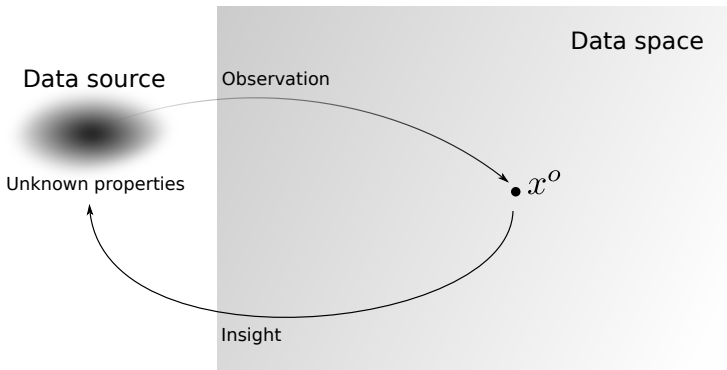 Data space
Data source
Observation
Unknown properties
x^o
Insight